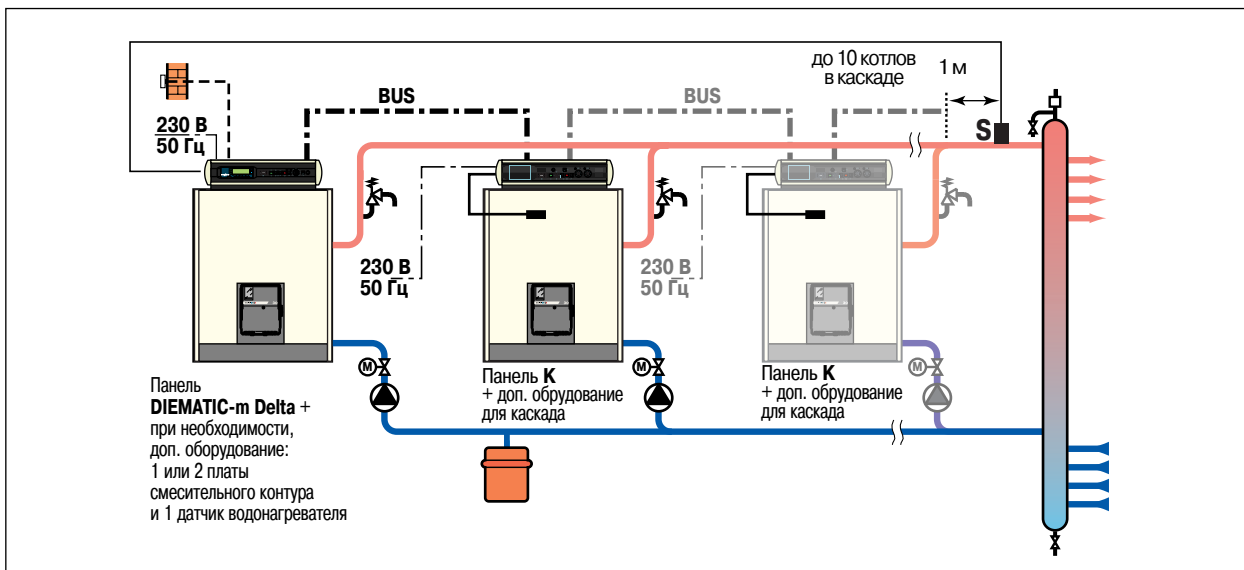 до 10 котлов
в каскаде
1 м
BUS
BUS
230 В
50 Гц
S
230 В
50 Гц
230 В
50 Гц
M
M
M
Панель
DIEMATIC-m Delta +
при необходимости,
доп. оборудование:
1 или 2 платы
смесительного контура
и 1 датчик водонагревателя
Панель K
+ доп. обрудование
для каскада
Панель K
+ доп. обрудование
для каскада